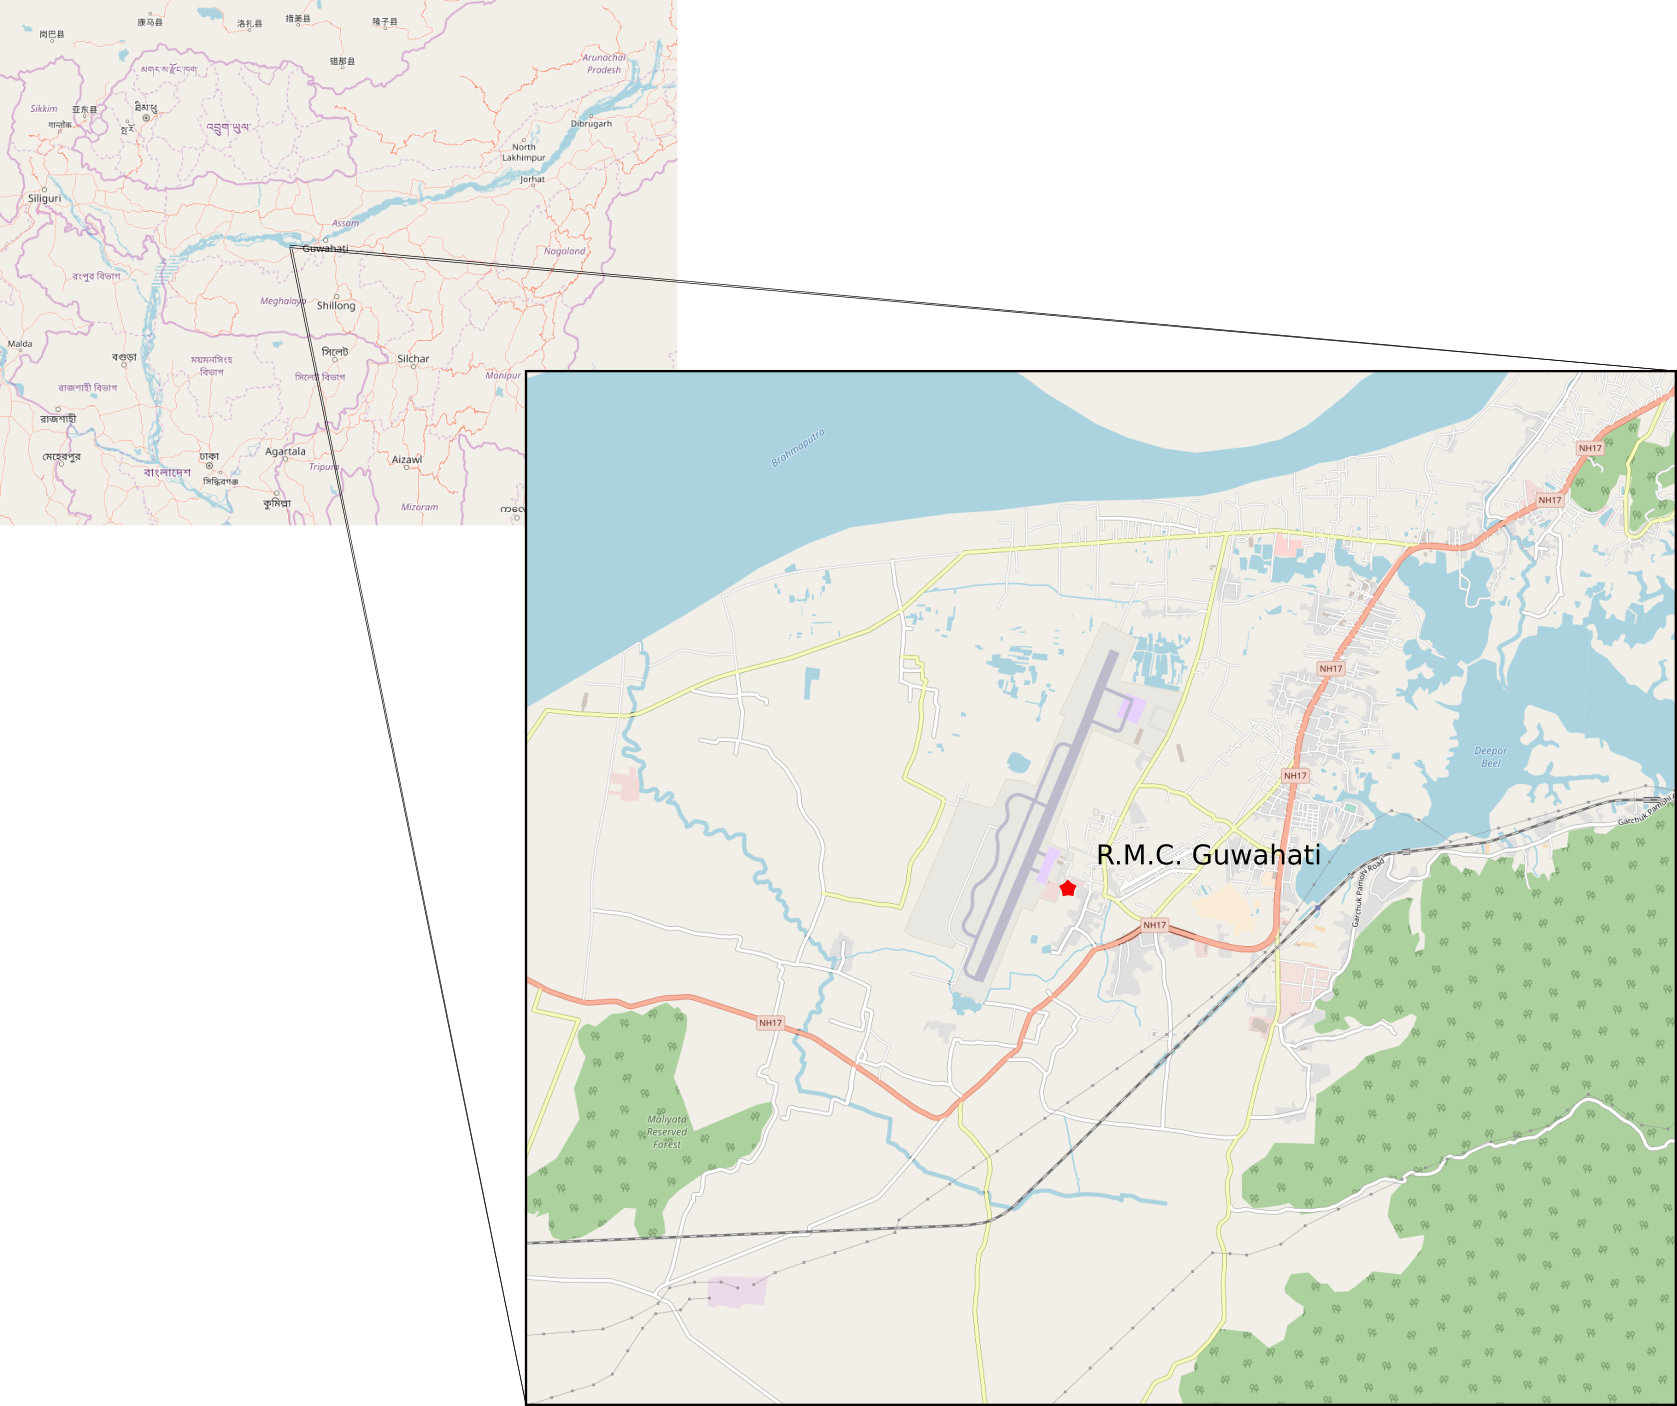 康马县
洛扎县
措美县
隆子县
岗巴县
错那县
Arunachal
Pradesh
Sikkim
亚东县
Dibrugarh
North
Lakhimpur
Jorhat
Siliguri
འབྲུག་ཡུལ་
Assam
Guwahati
Nagaland
রংপুর বিভাগ
Meghalaya
Shillong
Malda
বগুড়া
ময়মনসিংহ
বিভাগ
সিলেট
Silchar
রাজশাহী বিভাগ
সিলেট বিভাগ
Manipur
রাজশাহী
মেহেরপুর
ঢাকা
Agartala
Tripura
Aizawl
বাংলাদেশ
সিদ্ধিরগঞ্জ
কুমিল্লা
Mizoram
Brahmaputra
NH17
NH17
NH17
Deepor
Beel
NH17
Garchuk Pamohi
R.M.C. Guwahati
Garchuk Pamohi Road
NH17
NH17
Maliyata
Reserved
Forest